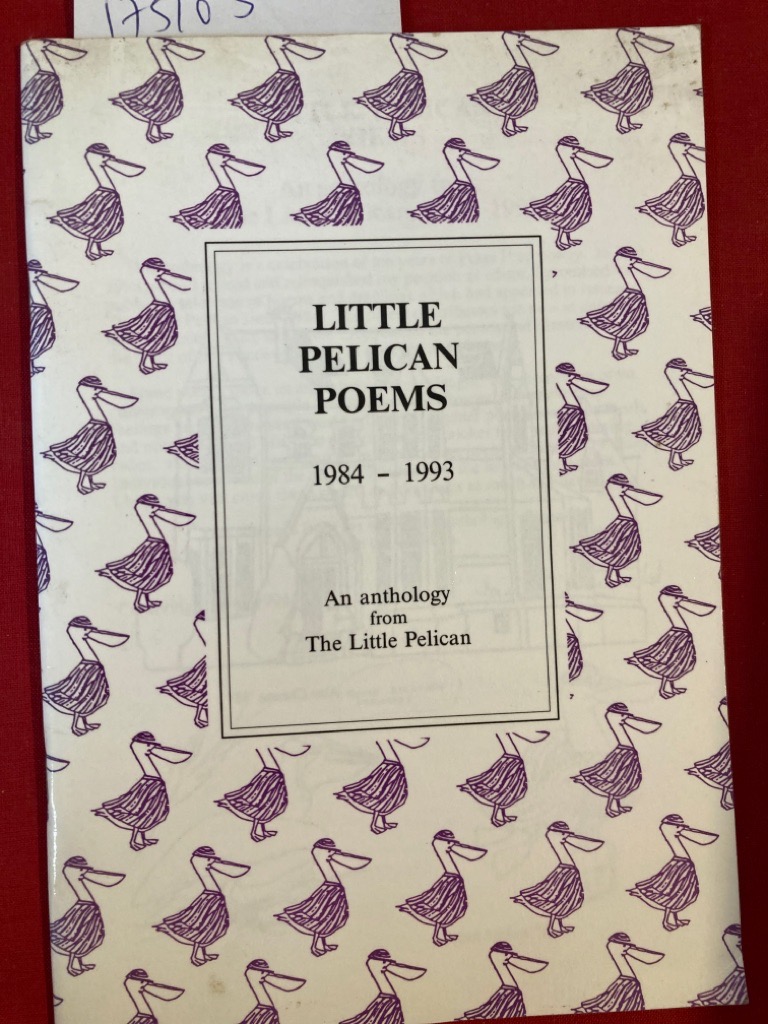 LITTLE
PELICAN
POEMS
1984 – 1993
An anthology
from
The Little Pelican